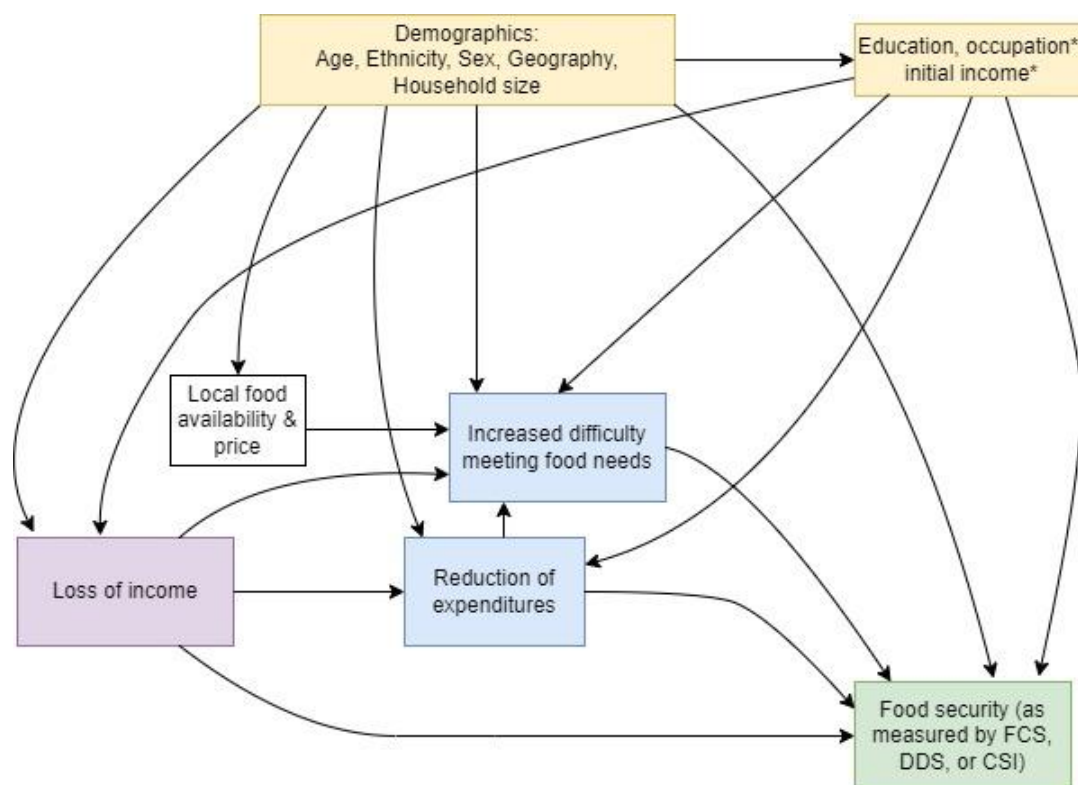 Demographics:
Age, Ethnicity, Sex, Geography,
Household size
Education, occupation*
initial income*
Local food
availability &
price
Increased difficulty
meeting food needs
Loss of income
Reduction of
expenditures
Food security (as
measured by FCS,
DDS, or CSI)